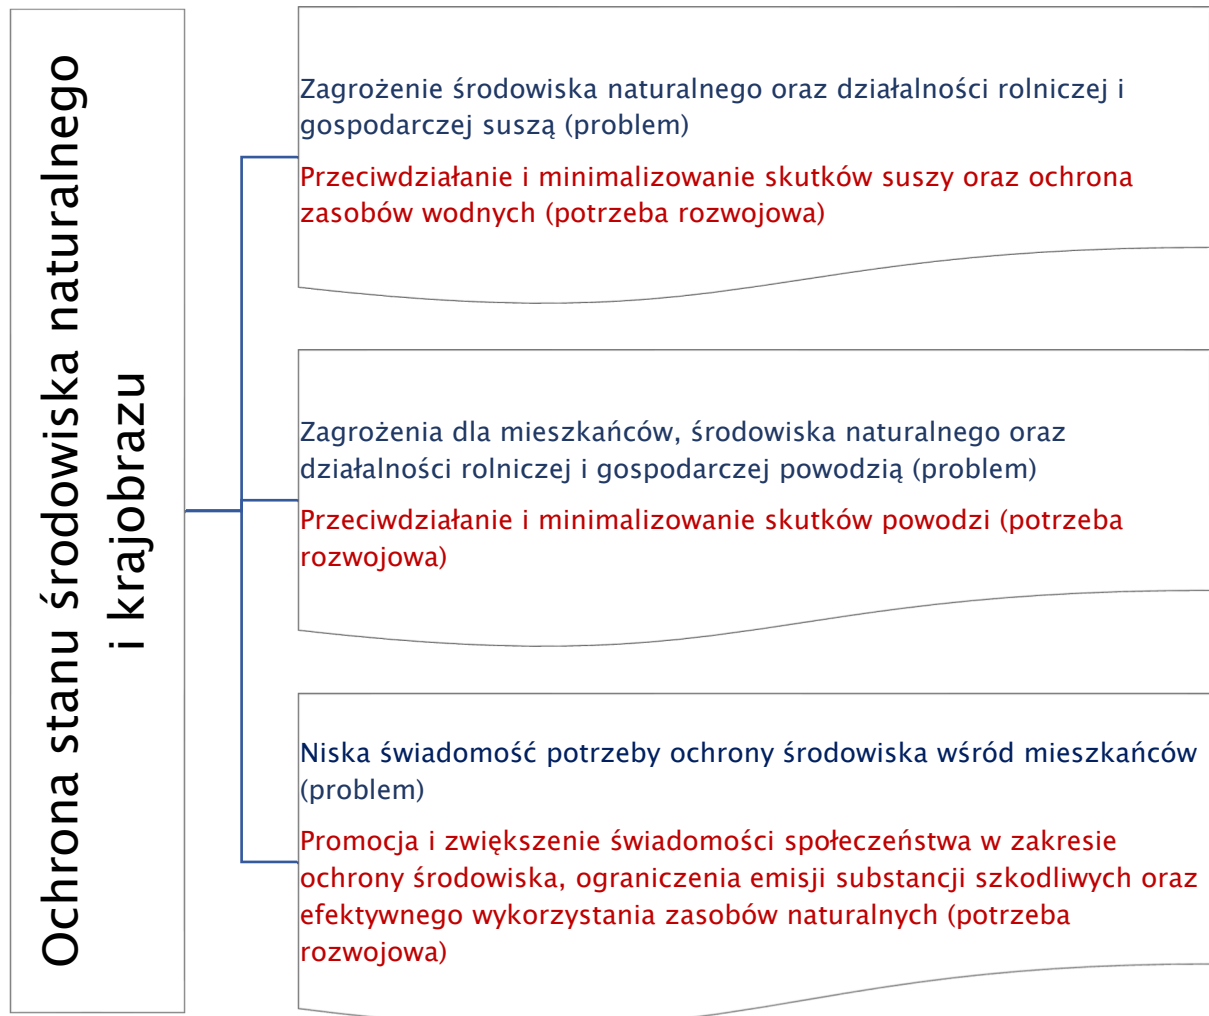 Ochrona stanu środowiska naturalnego
i krajobrazu
Zagrożenie środowiska naturalnego oraz działalności rolniczej i
gospodarczej suszą (problem)
Przeciwdziałanie i minimalizowanie skutków suszy oraz ochrona
zasobów wodnych (potrzeba rozwojowa)
Zagrożenia dla mieszkańców, środowiska naturalnego oraz
działalności rolniczej i gospodarczej powodzią (problem)
Przeciwdziałanie i minimalizowanie skutków powodzi (potrzeba
rozwojowa)
Niska świadomość potrzeby ochrony środowiska wśród mieszkańców
(problem)
Promocja i zwiększenie świadomości społeczeństwa w zakresie
ochrony środowiska, ograniczenia emisji substancji szkodliwych oraz
efektywnego wykorzystania zasobów naturalnych (potrzeba
rozwojowa)